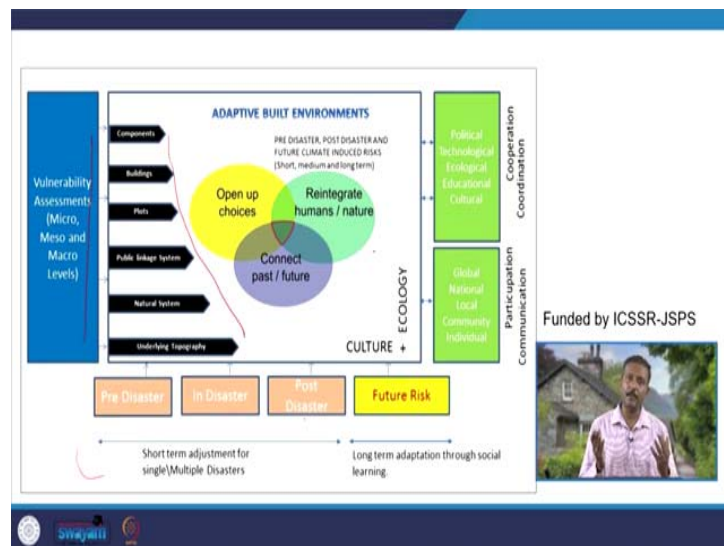 ADAPTIVE BUILT ENVIRONMENTS
PRE DISASTER, POST DISASTER AND
FUTURE CLIMATE INDUCED RISKS
(Short, medium and long term)
Vulnerability
Assessments
(Micro,
Meso and
Macro
Levels)
Components
Buildings
Plots
Public linkage System
Natural System
Underlying Topography
Open up
choices
Reintegrate
humans / nature
Connect
past / future
CULTURE +
ECOLOGY
Political
Technological
Ecological
Educational
Cultural
Cooperation
Coordination
Global
National
Local
Community
Individual
Particupation
Communication
Pre Disaster
In Disaster
Post
Disaster
Future Risk
Short term adjustment for
single\Multiple Disasters
Long term adaptation through social
learning.
Funded by ICSSR-JSPS
swayam